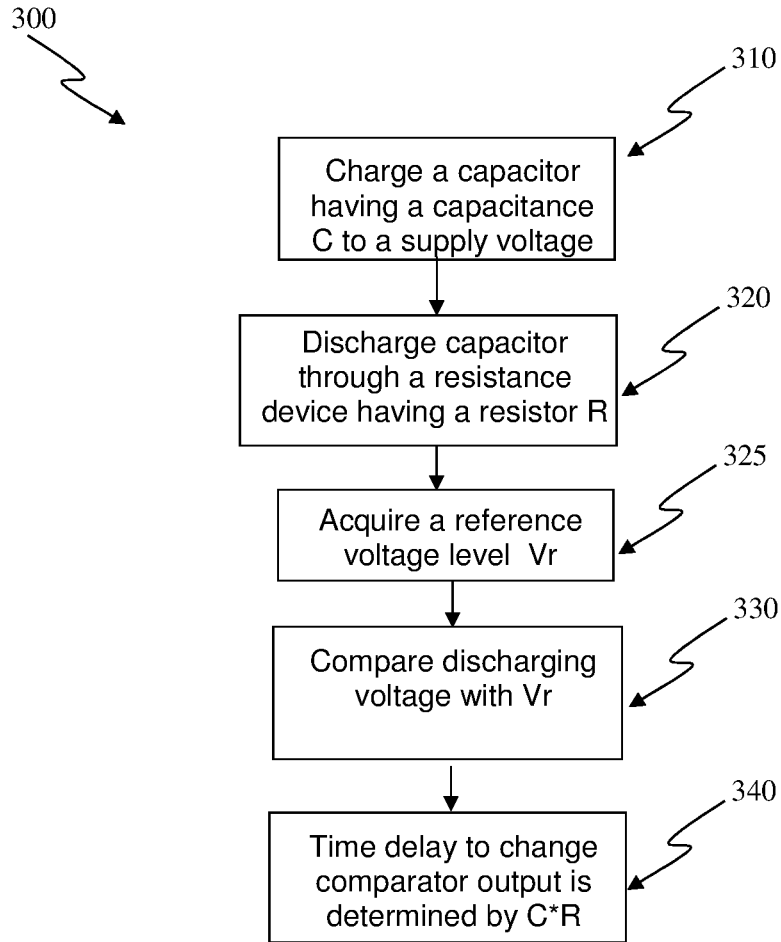 300
310
Charge a capacitor
having a capacitance
C to a supply voltage
320
Discharge capacitor
through a resistance
device having a resistor R
325
Acquire a reference
voltage level Vr
330
Compare discharging
voltage with Vr
340
Time delay to change
comparator output is
determined by C*R